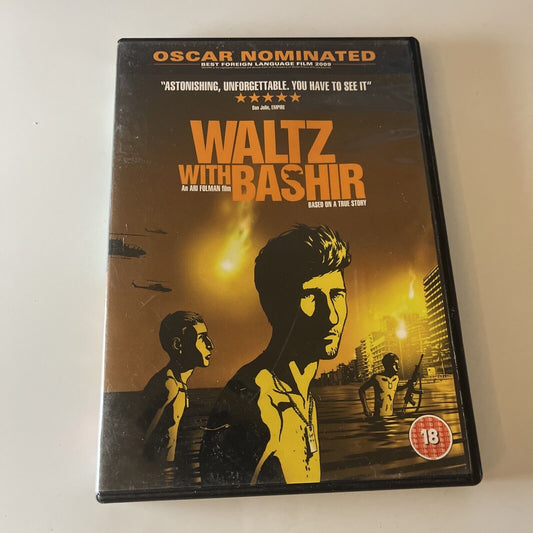 OSCAR NOMINATED
BEST FOREIGN LANGUAGE FILM 2009
"ASTONISHING, UNFORGETTABLE. YOU HAVE TO SEE IT"
Dan Jolin, EMPIRE
WALTZ
WITH BASHIR
An ARI FOLMAN film
BASED ON A TRUE STORY
18